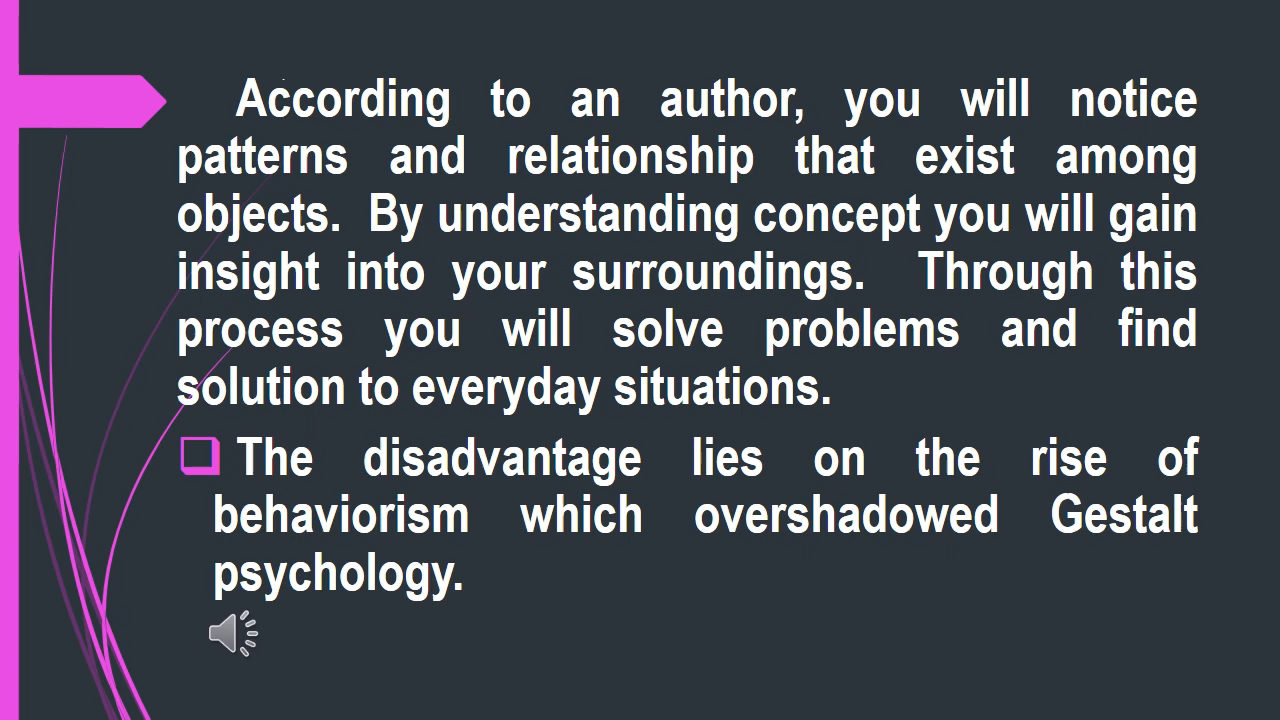 According to an author, you will notice
patterns and relationship that exist among
objects. By understanding concept you will gain
insight into your surroundings. Through this
process you will solve problems and find
solution to everyday situations.
The disadvantage lies on the rise of
behaviorism which overshadowed Gestalt
psychology.